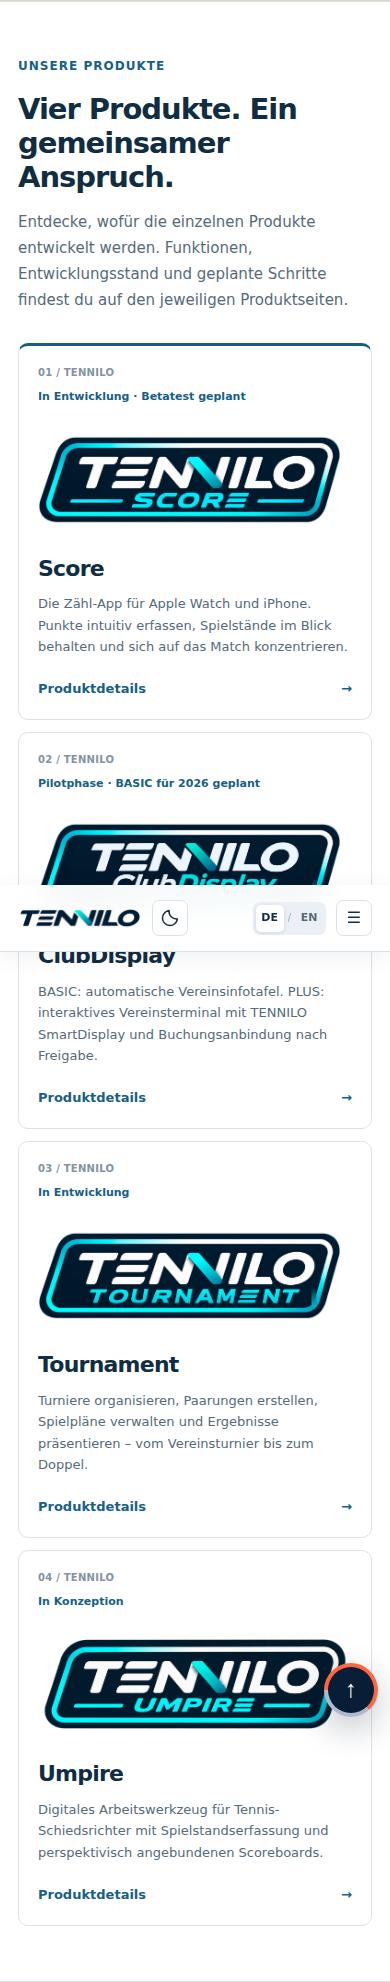 UNSERE PRODUKTE
Vier Produkte. Ein
gemeinsamer
Anspruch.
Entdecke, wofür die einzelnen Produkte
entwickelt werden. Funktionen,
Entwicklungsstand und geplante Schritte
findest du auf den jeweiligen Produktseiten.
01 / TENNILO
In Entwicklung · Betatest geplant
TENNILO
SCORE
Score
Die Zähl-App für Apple Watch und iPhone.
Punkte intuitiv erfassen, Spielstände im Blick
behalten und sich auf das Match konzentrieren.
Produktdetails →
02 / TENNILO
Pilotphase · BASIC für 2026 geplant
TENNILO
ClubDisplay
TENNILO DE / EN ☰
ClubDisplay
BASIC: automatische Vereinsinfotafel. PLUS:
interaktives Vereinsterminal mit TENNILO
SmartDisplay und Buchungsanbindung nach
Freigabe.
Produktdetails →
03 / TENNILO
In Entwicklung
TENNILO
TOURNAMENT
Tournament
Turniere organisieren, Paarungen erstellen,
Spielpläne verwalten und Ergebnisse
präsentieren – vom Vereinsturnier bis zum
Doppel.
Produktdetails →
04 / TENNILO
In Konzeption
TENNILO
UMPIRE
↑
Umpire
Digitales Arbeitswerkzeug für Tennis-
Schiedsrichter mit Spielstandserfassung und
perspektivisch angebundenen Scoreboards.
Produktdetails →